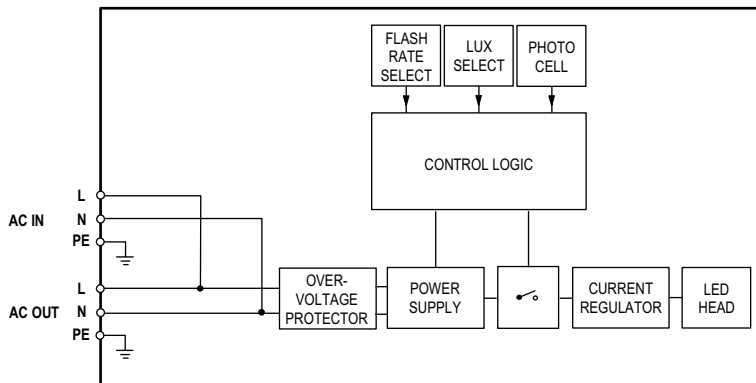 FLASH
RATE
SELECT
LUX
SELECT
PHOTO
CELL
CONTROL LOGIC
AC IN
L
N
PE
AC OUT
L
N
PE
OVER-
VOLTAGE
PROTECTOR
POWER
SUPPLY
CURRENT
REGULATOR
LED
HEAD